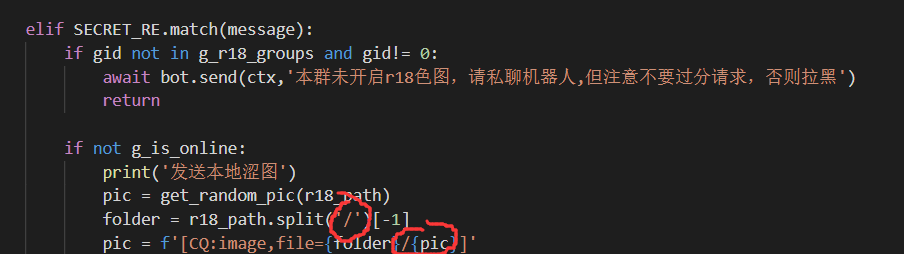 elif SECRET_RE.match(message):
if gid not in g_r18_groups and gid!= 0:
await bot.send(ctx,'本群未开启r18色图，请私聊机器人,但注意不要过分请求，否则拉黑')
return
if not g_is_online:
print('发送本地涩图')
pic = get_random_pic(r18_path)
folder = r18_path.split('/')[-1]
pic = f'[CQ:image,file={folder}/{pic}]'